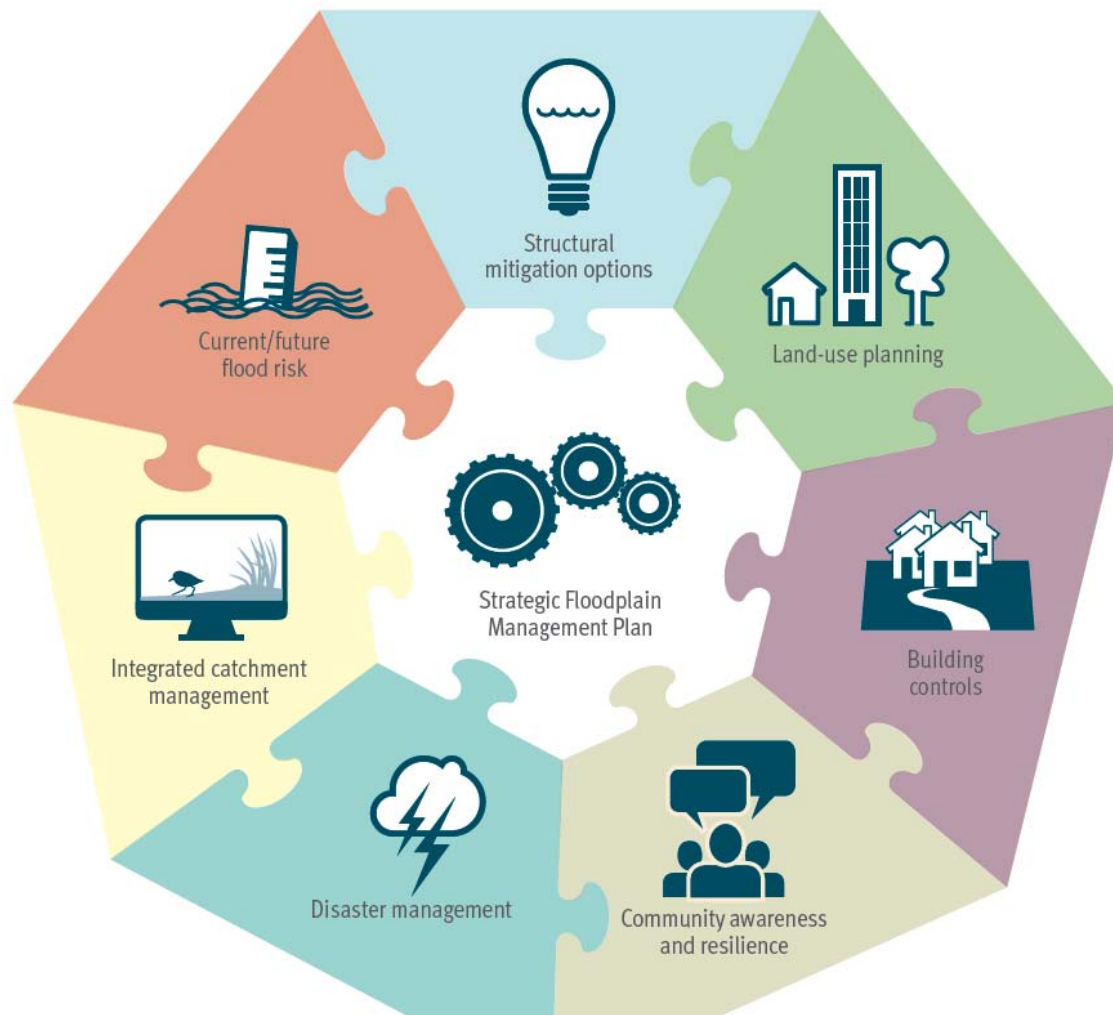 Structural
mitigation options
Current/future
flood risk
Land-use planning
Strategic Floodplain
Management Plan
Integrated catchment
management
Building
controls
Disaster management
Community awareness
and resilience